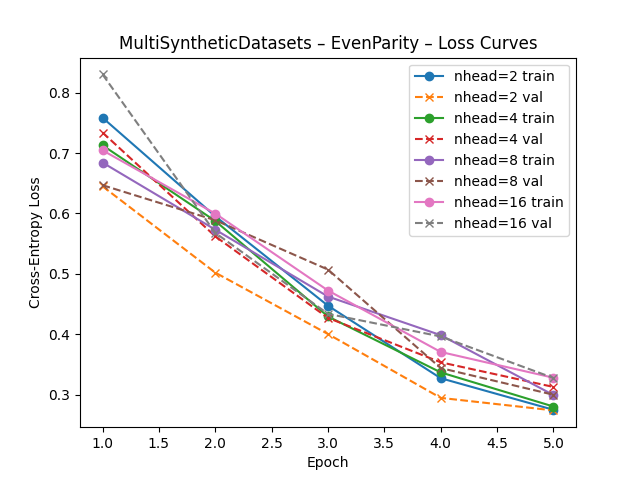 MultiSyntheticDatasets – EvenParity – Loss Curves
Cross-Entropy Loss
0.8
0.7
0.6
0.5
0.4
0.3
nhead=2 train
nhead=2 val
nhead=4 train
nhead=4 val
nhead=8 train
nhead=8 val
nhead=16 train
nhead=16 val
1.0 1.5 2.0 2.5 3.0 3.5 4.0 4.5 5.0
Epoch